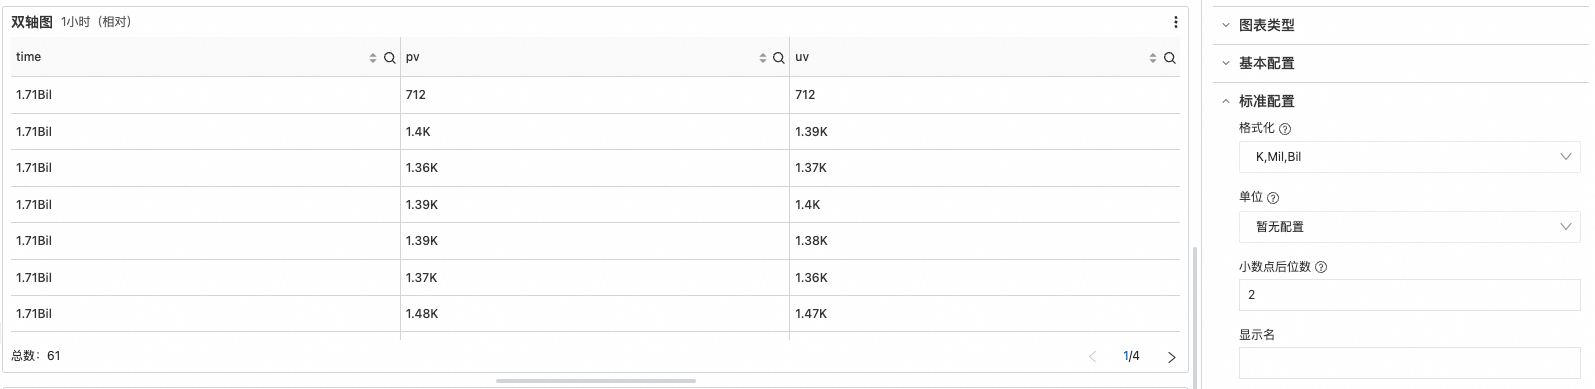 双轴图 1小时（相对）
time pv uv
1.71Bil 712 712
1.71Bil 1.4K 1.39K
1.71Bil 1.36K 1.37K
1.71Bil 1.39K 1.4K
1.71Bil 1.39K 1.38K
1.71Bil 1.37K 1.36K
1.71Bil 1.48K 1.47K
总数：61
1/4
图表类型
基本配置
标准配置
格式化
K,Mil,Bil
单位
暂无配置
小数点后位数
2
显示名